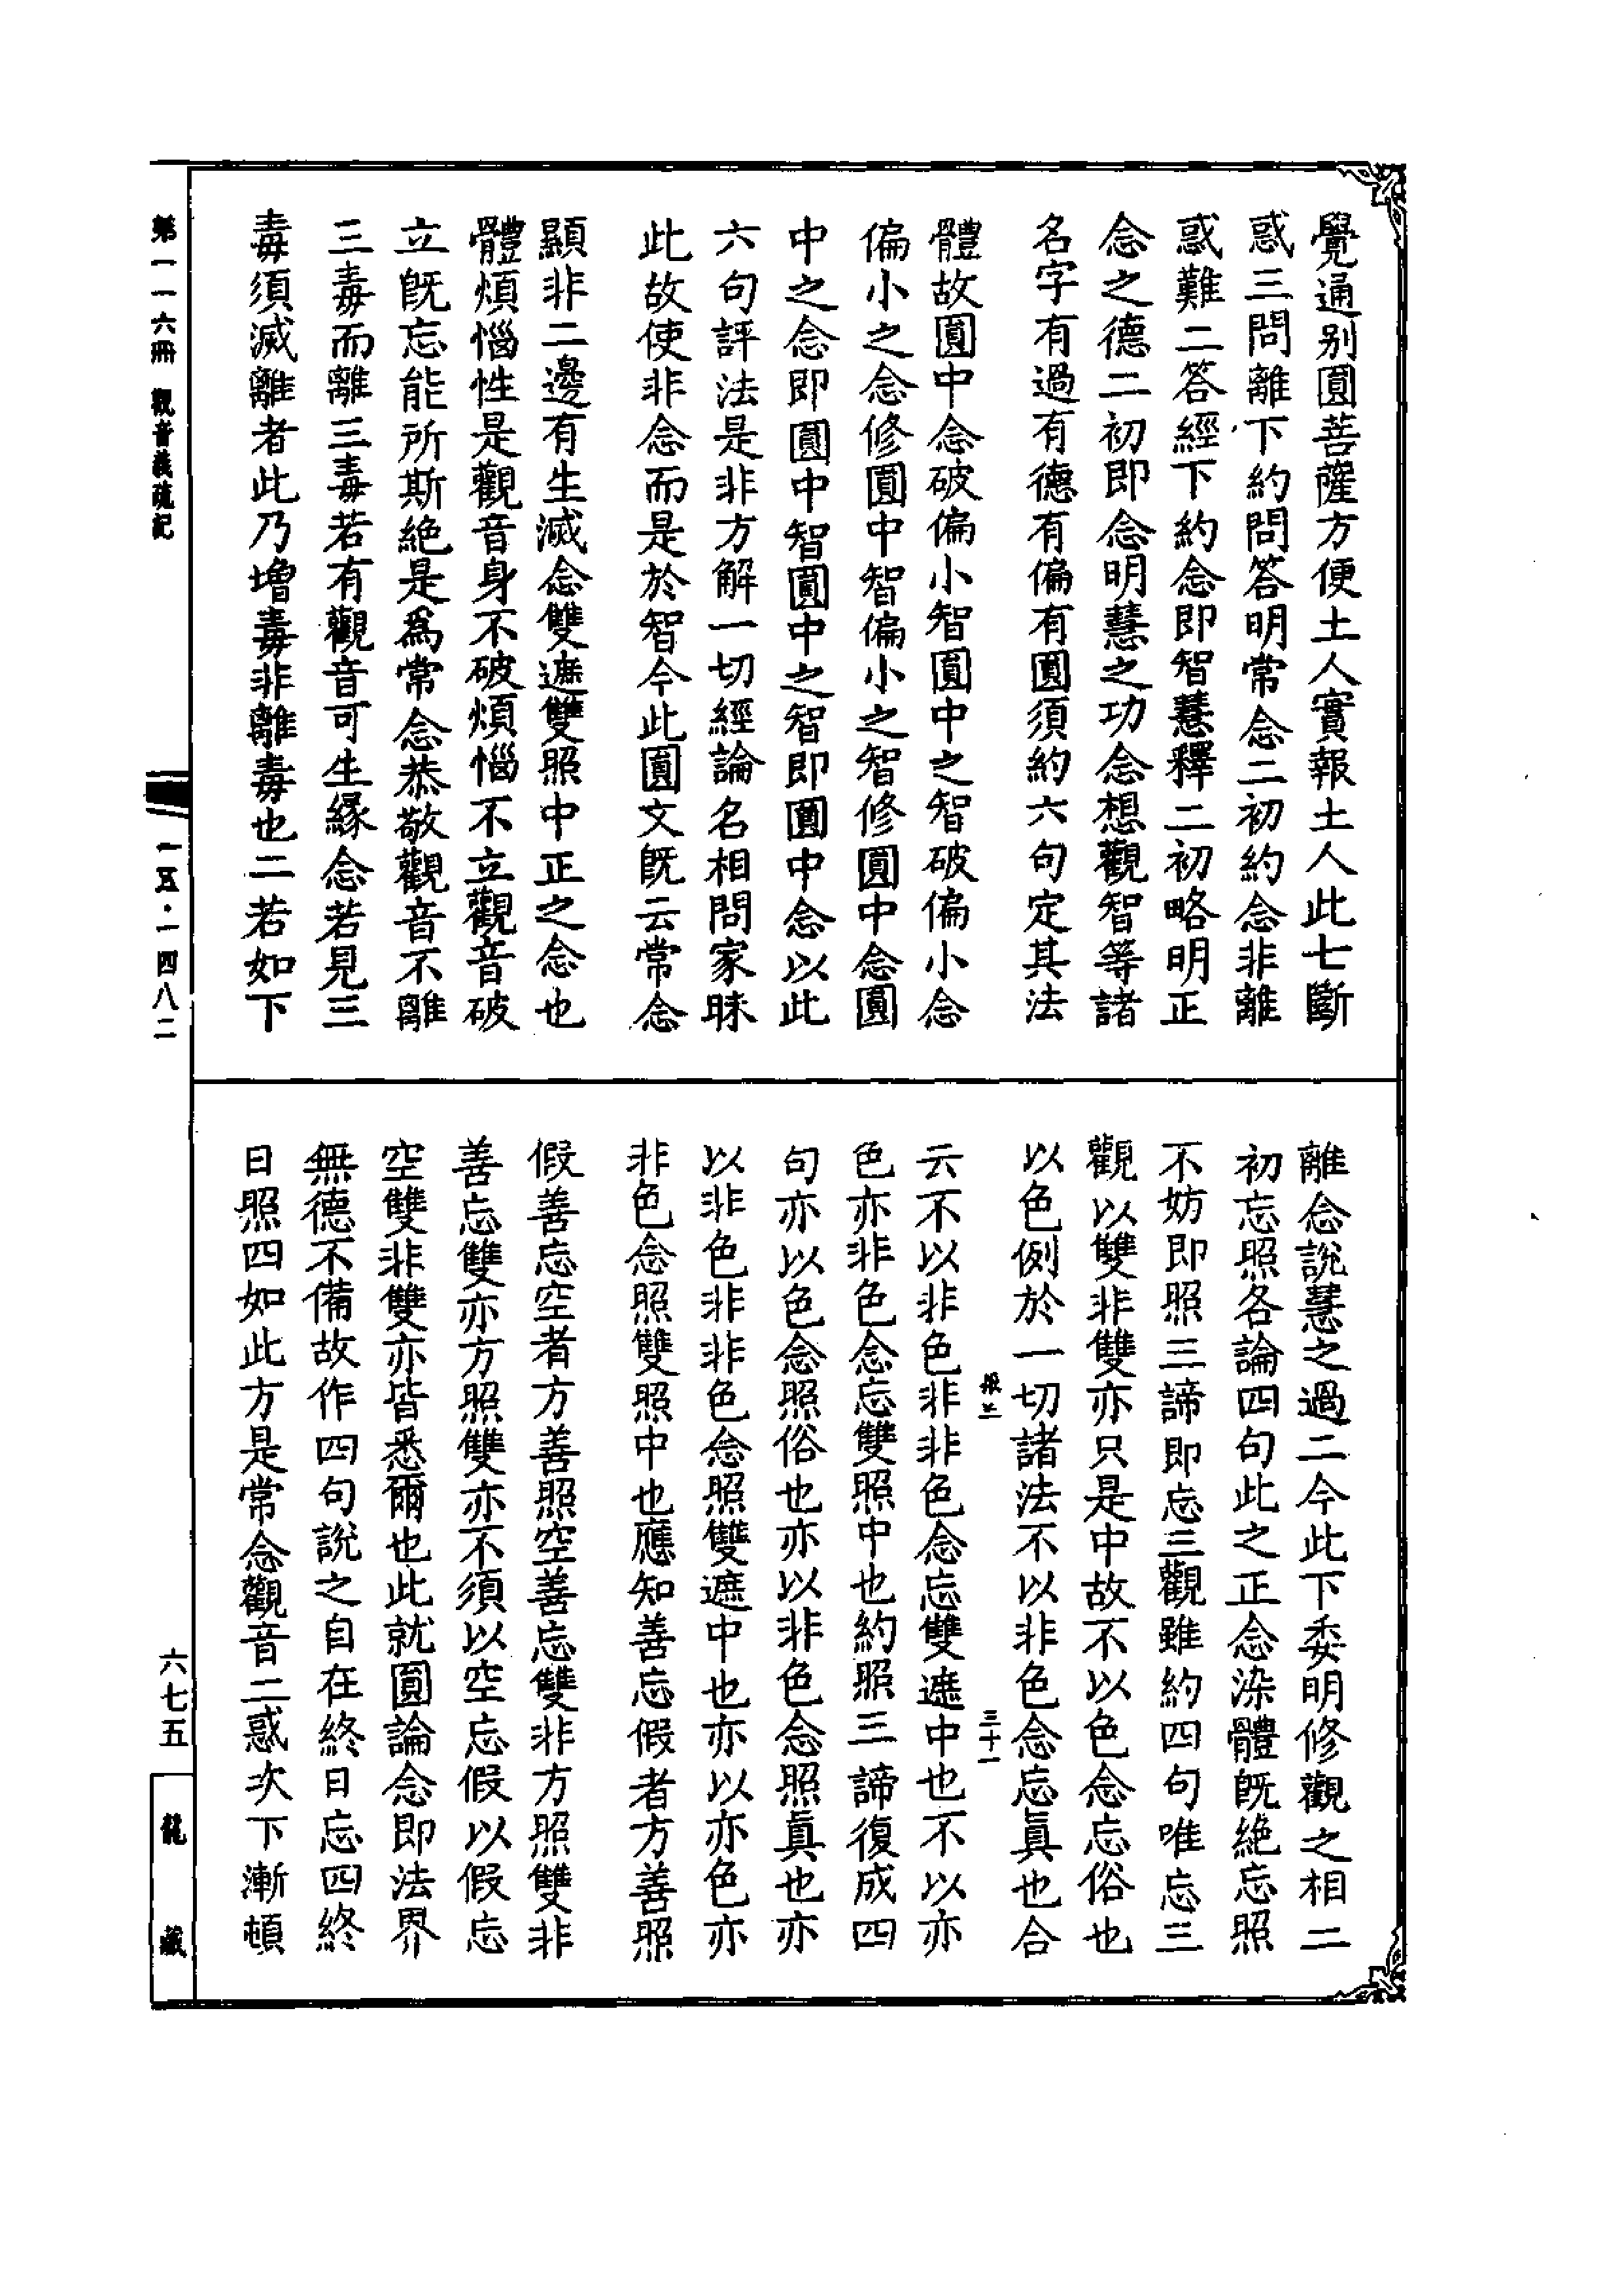 覺通別圓菩薩方便土人實報土人此七斷
惑三問離下約問答明常念二初約念非離
惑難二答經下約念即智慧釋二初略明正
念之德二初即念明慧之功念想觀智等諸
名字有過有德有偏有圓須約六句定其法
體故圓中念破偏小智圓中之智破偏小念
偏小之念修圓中智偏小之智修圓中念圓
中之念即圓中智圓中之智即圓中念以此
六句評法是非方解一切經論名相問家昧
此故使非念而是於智今此圓文既云常念
顯非二邊有生滅念雙遮雙照中正之念也
體煩惱性是觀音身不破煩惱不立觀音破
立既忘能所斯絕是為常念恭敬觀音不離
三毒而離三毒若有觀音可生緣念若見三
毒須滅離者此乃增毒非離毒也二若如下
離念說慧之過二今此下委明修觀之相二
初忘照各論四句此之正念染體既絕忘照
不妨即照三諦即忘三觀雖約四句唯忘三
觀以雙非雙亦只是中故不以色念忘俗也
以色例於一切諸法不以非色念忘真也合
云不以非色非非色念忘雙遮中也不以亦
色亦非色念忘雙照中也約照三諦復成四
句亦以色念照俗也亦以非色念照真也亦
以非色非非色念照雙遮中也亦以亦色亦
非色念照雙照中也應知善忘假者方善照
假善忘空者方善照空善忘雙非方照雙非
善忘雙亦方照雙亦不須以空忘假以假忘
空雙非雙亦皆悉爾也此就圓論念即法界
無德不備故作四句說之自在終日忘四終
日照四如此方是常念觀音二惑次下漸頓
三十一
第一一六冊 觀音義疏記
一五·一四八二
六七五
龍藏